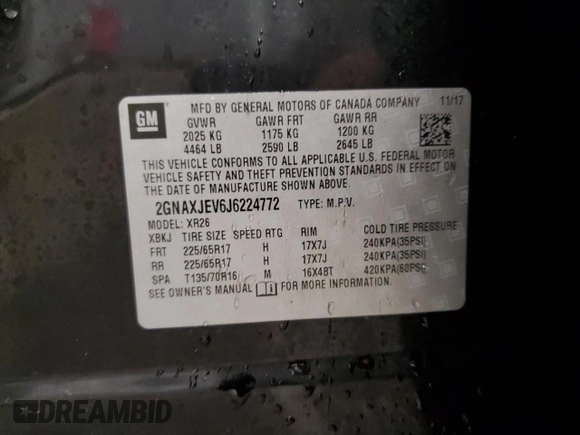 GM
MFD BY GENERAL MOTORS OF CANADA COMPANY 11/17
GVWR GAWR FRT GAWR RR
2025 KG 1175 KG 1200 KG
4464 LB 2590 LB 2645 LB
THIS VEHICLE CONFORMS TO ALL APPLICABLE U.S. FEDERAL MOTOR
VEHICLE SAFETY AND THEFT PREVENTION STANDARDS IN EFFECT ON
THE DATE OF MANUFACTURE SHOWN ABOVE.
2GNAXJEV6J6224772 TYPE: M.P.V.
MODEL: XR26
XBKJ TIRE SIZE SPEED RTG RIM COLD TIRE PRESSURE
FRT 225/65R17 H 17X7J 240KPA(35PSI)
RR 225/65R17 H 17X7J 240KPA(35PSI)
SPA T135/70R16 M 16X4BT 420KPA(60PSI)
SEE OWNER'S MANUAL FOR MORE INFORMATION.
DREAMBID